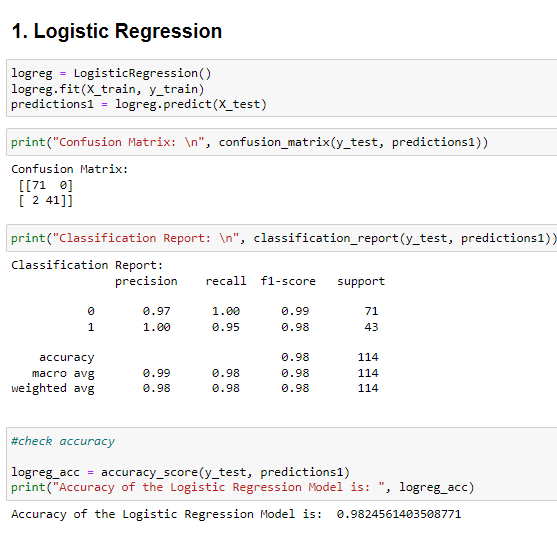 1. Logistic Regression
logreg = LogisticRegression()
logreg.fit(X_train, y_train)
predictions1 = logreg.predict(X_test)
print("Confusion Matrix: \n", confusion_matrix(y_test, predictions1))
Confusion Matrix:
[[71  0]
[ 2 41]]
print("Classification Report: \n", classification_report(y_test, predictions1))
Classification Report:
precision    recall  f1-score   support
0       0.97      1.00      0.99        71
1       1.00      0.95      0.98        43
accuracy                           0.98       114
macro avg       0.99      0.98      0.98       114
weighted avg       0.98      0.98      0.98       114
#check accuracy
logreg_acc = accuracy_score(y_test, predictions1)
print("Accuracy of the Logistic Regression Model is: ", logreg_acc)
Accuracy of the Logistic Regression Model is:  0.9824561403508771